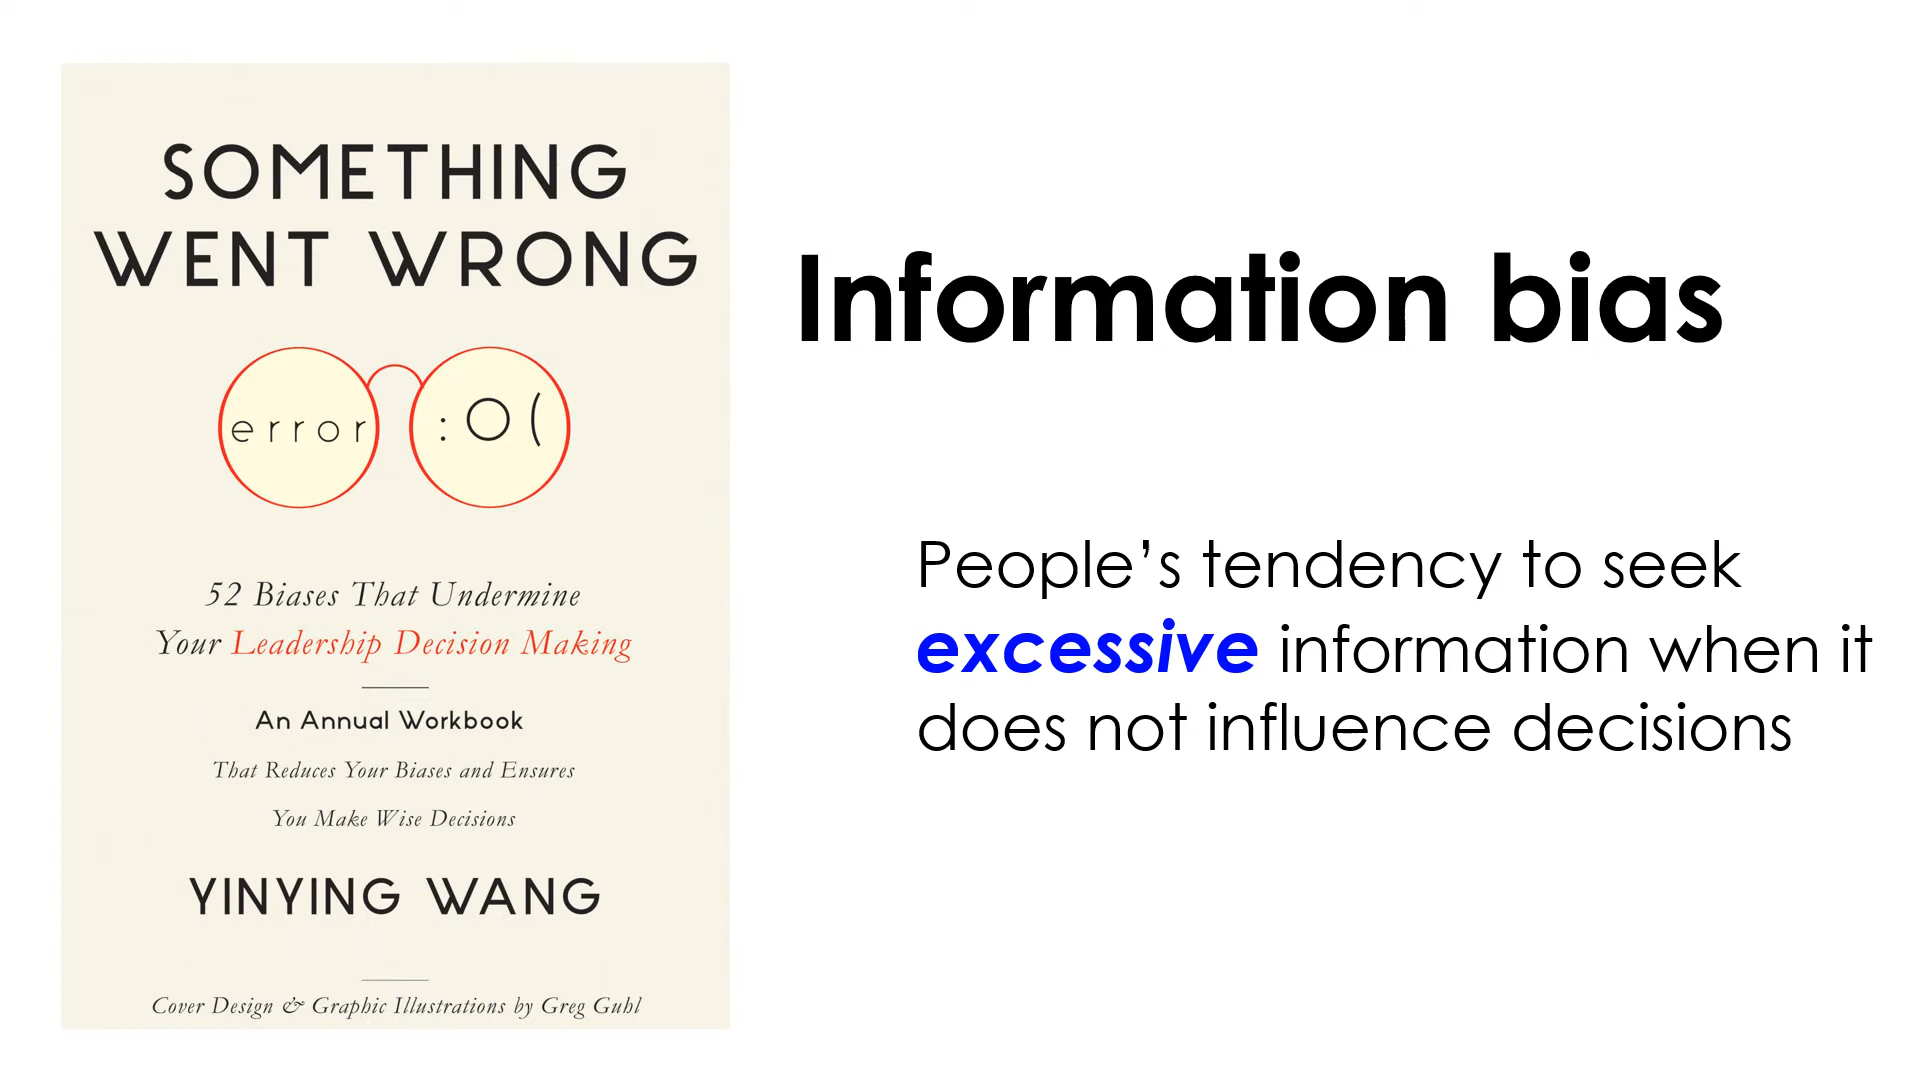 SOMETHING
WENT WRONG
error :O(
52 Biases That Undermine
Your Leadership Decision Making
An Annual Workbook
That Reduces Your Biases and Ensures
You Make Wise Decisions
YINYING WANG
Cover Design & Graphic Illustrations by Greg Guhl
Information bias
People’s tendency to seek
excessive information when it
does not influence decisions